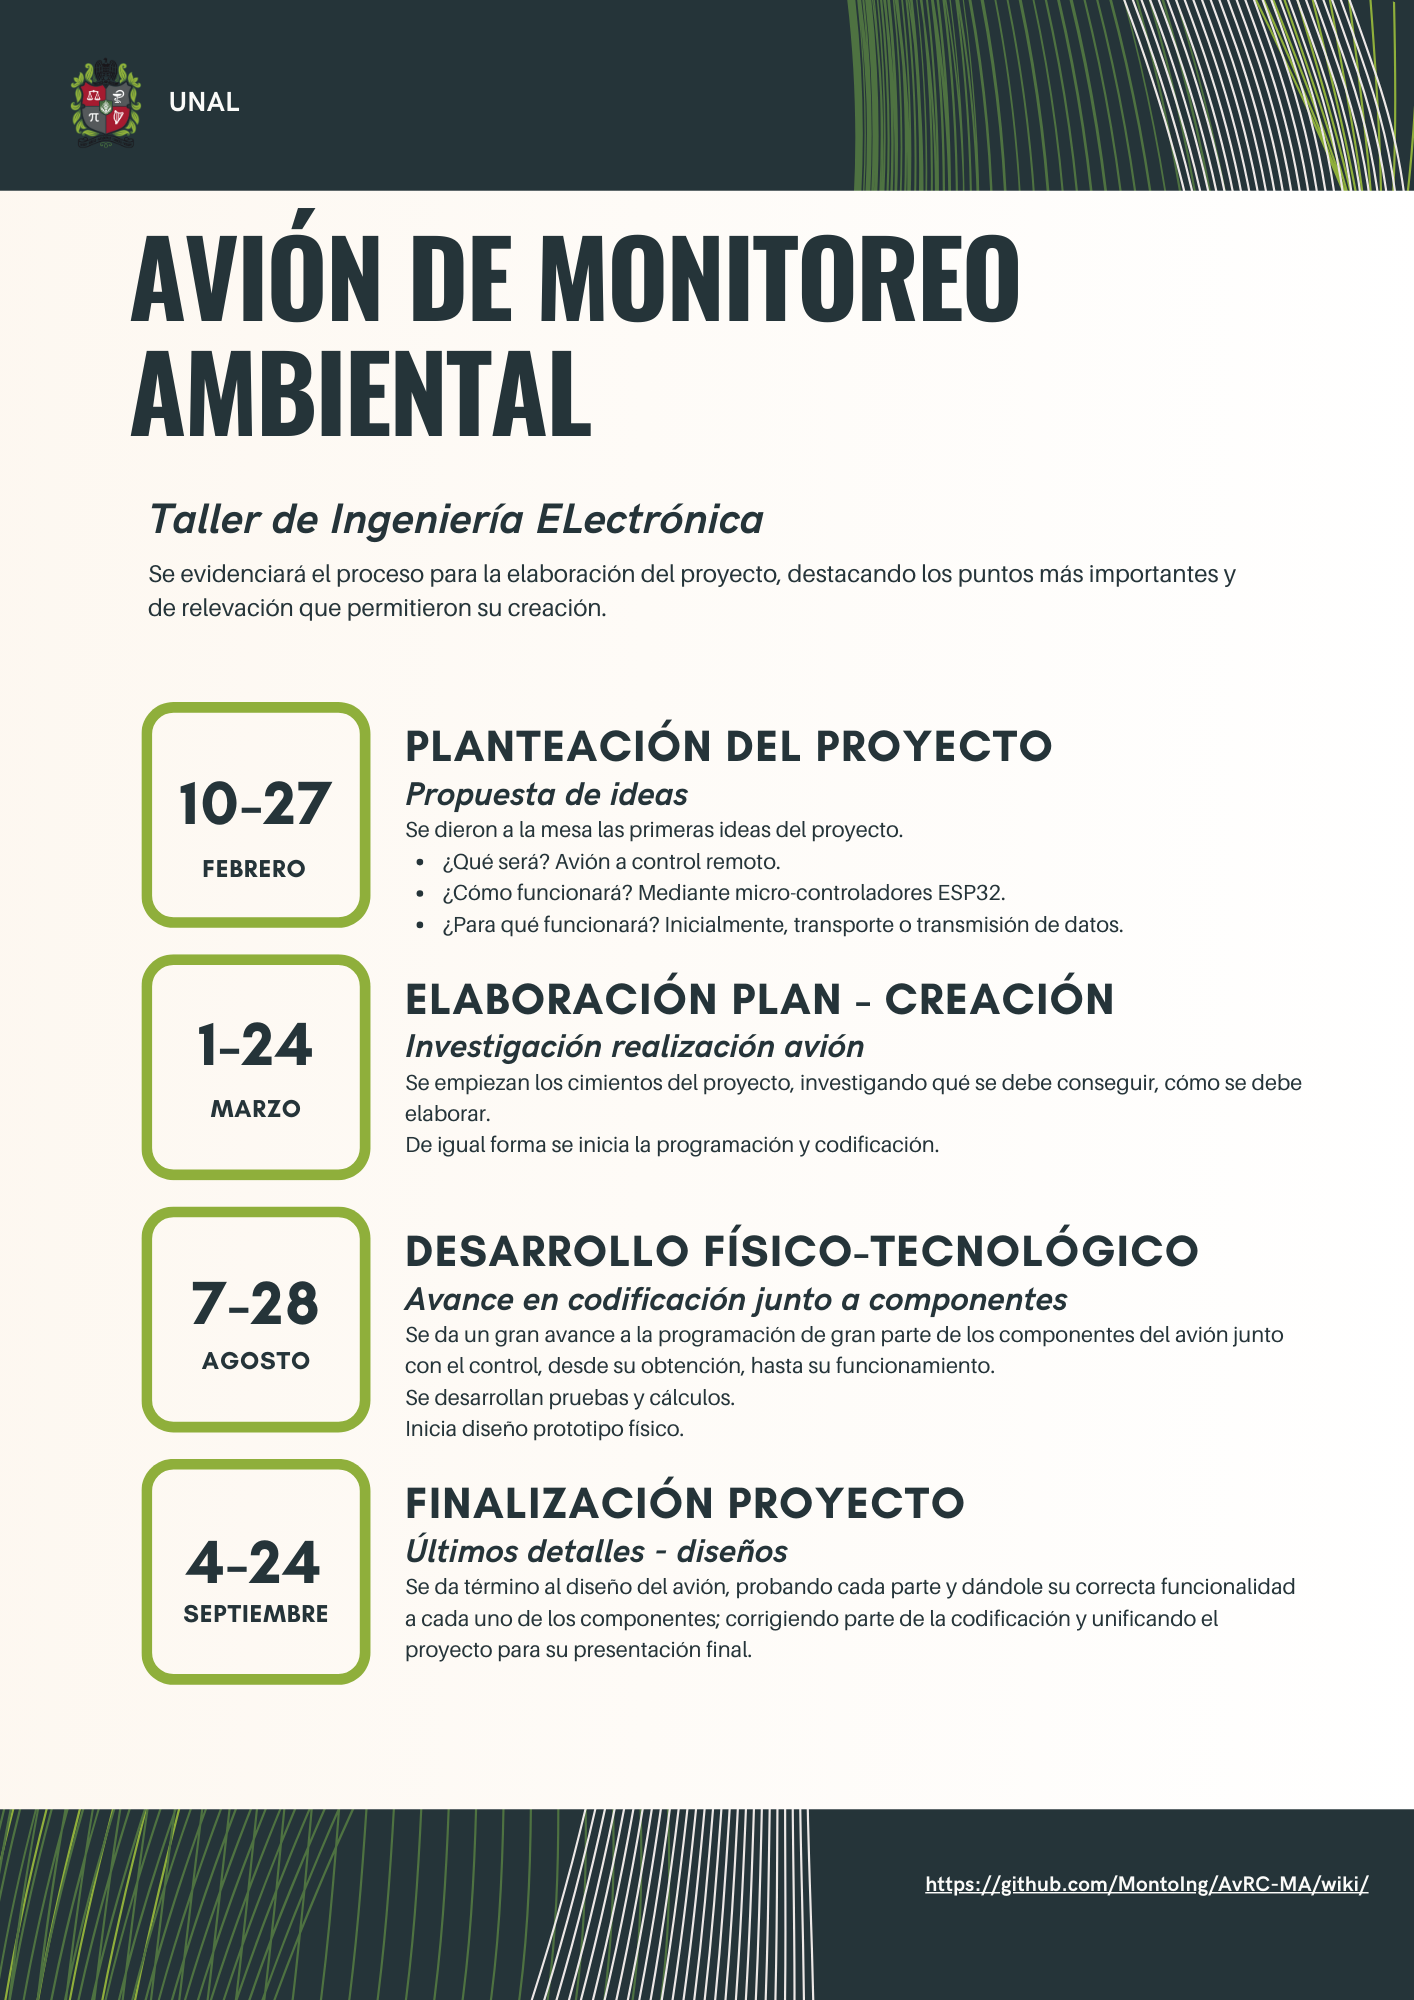 UNAL
AVIÓN DE MONITOREO
AMBIENTAL
Taller de Ingeniería ELectrónica
Se evidenciará el proceso para la elaboración del proyecto, destacando los puntos más importantes y
de relevación que permitieron su creación.
10-27
FEBRERO
PLANTEACIÓN DEL PROYECTO
Propuesta de ideas
Se dieron a la mesa las primeras ideas del proyecto.
• ¿Qué será? Avión a control remoto.
• ¿Cómo funcionará? Mediante micro-controladores ESP32.
• ¿Para qué funcionará? Inicialmente, transporte o transmisión de datos.
1-24
MARZO
ELABORACIÓN PLAN - CREACIÓN
Investigación realización avión
Se empiezan los cimientos del proyecto, investigando qué se debe conseguir, cómo se debe
elaborar.
De igual forma se inicia la programación y codificación.
7-28
AGOSTO
DESARROLLO FÍSICO-TECNOLÓGICO
Avance en codificación junto a componentes
Se da un gran avance a la programación de gran parte de los componentes del avión junto
con el control, desde su obtención, hasta su funcionamiento.
Se desarrollan pruebas y cálculos.
Inicia diseño prototipo físico.
4-24
SEPTIEMBRE
FINALIZACIÓN PROYECTO
Últimos detalles - diseños
Se da término al diseño del avión, probando cada parte y dándole su correcta funcionalidad
a cada uno de los componentes; corrigiendo parte de la codificación y unificando el
proyecto para su presentación final.
https://github.com/MontoIng/AvRC-MA/wiki/